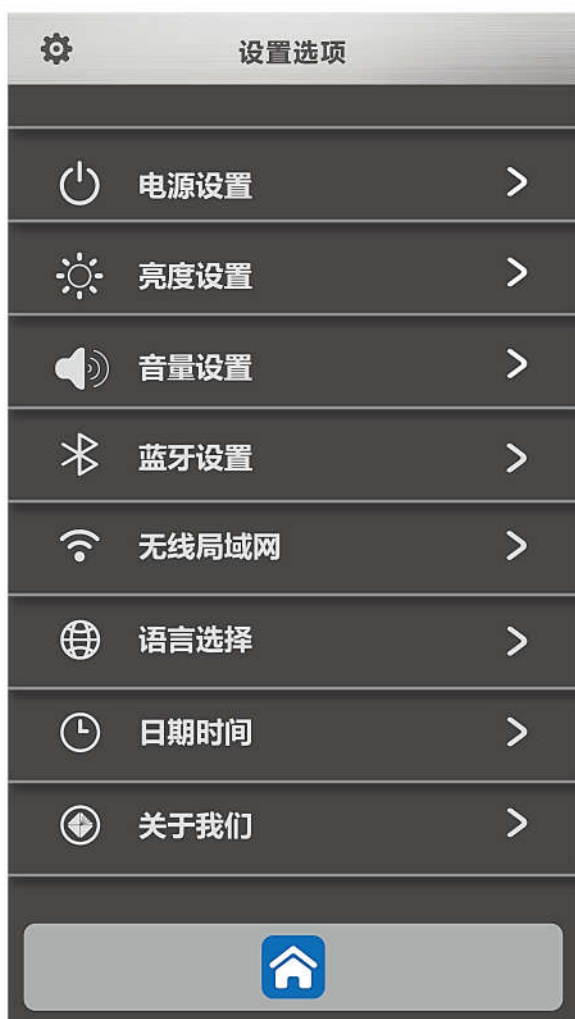 设置选项
电源设置
亮度设置
音量设置
蓝牙设置
无线局域网
语言选择
日期时间
关于我们